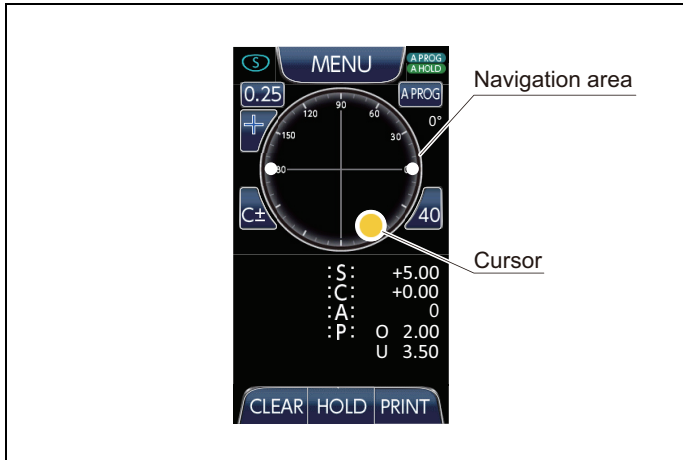 S MENU A PROG
A HOLD
0.25 A PROG
90
120 60
0°
150 30
180 0
C± 40
Navigation area
Cursor
:S: +5.00
:C: +0.00
:A: 0
:P: O 2.00
U 3.50
CLEAR HOLD PRINT